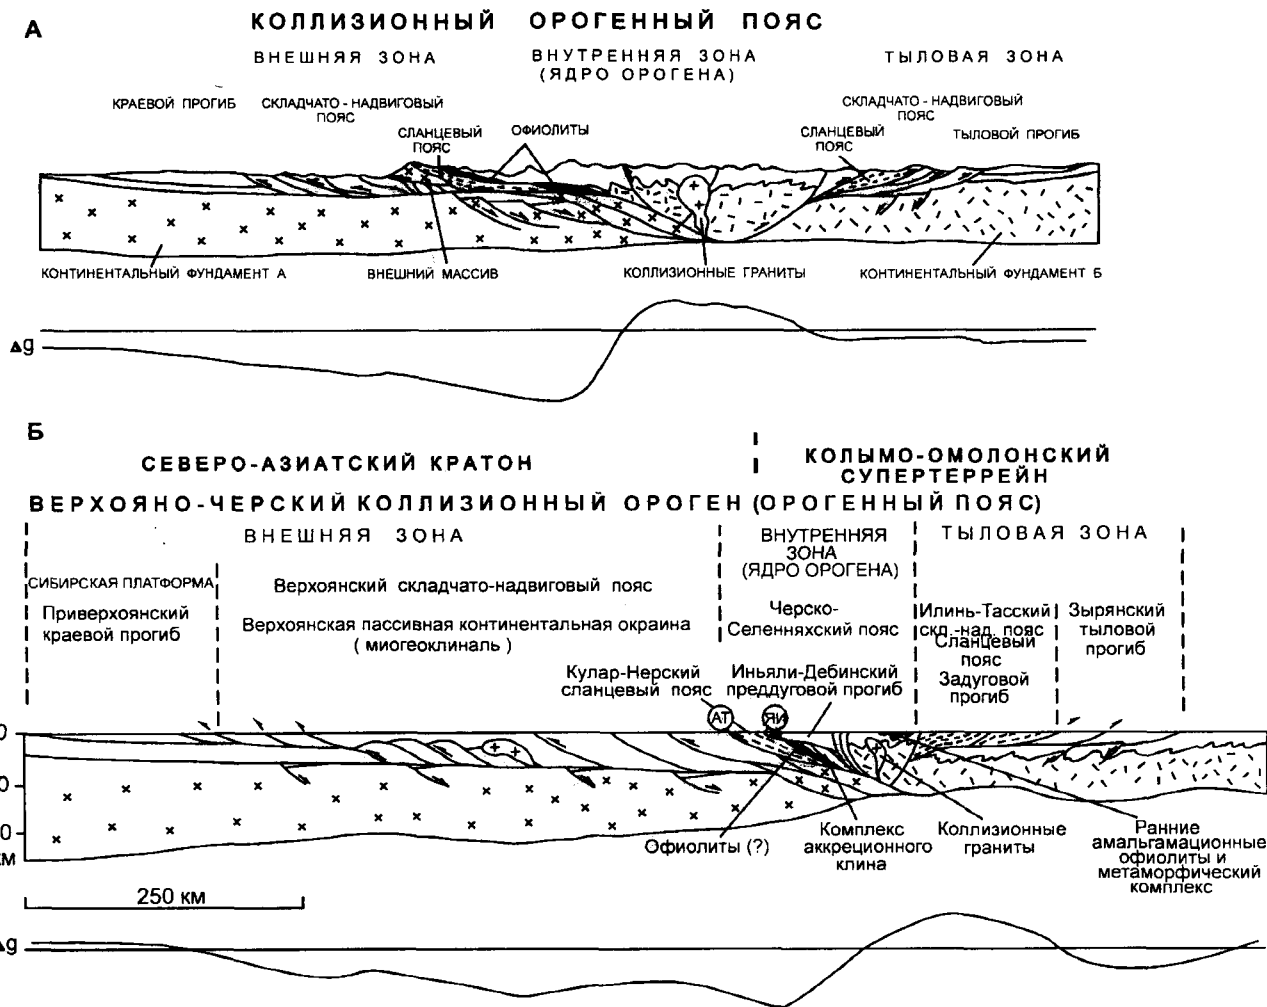 А
КОЛЛИЗИОННЫЙ ОРОГЕННЫЙ ПОЯС
ВНЕШНЯЯ ЗОНА
ВНУТРЕННЯЯ ЗОНА
(ЯДРО ОРОГЕНА)
ТЫЛОВАЯ ЗОНА
КРАЕВОЙ ПРОГИБ
СКЛАДЧАТО - НАДВИГОВЫЙ
ПОЯС
СЛАНЦЕВЫЙ
ПОЯС
ОФИОЛИТЫ
СКЛАДЧАТО - НАДВИГОВЫЙ
ПОЯС
СЛАНЦЕВЫЙ
ПОЯС
ТЫЛОВОЙ ПРОГИБ
КОНТИНЕНТАЛЬНЫЙ ФУНДАМЕНТ А
ВНЕШНИЙ МАССИВ
КОЛЛИЗИОННЫЕ ГРАНИТЫ
КОНТИНЕНТАЛЬНЫЙ ФУНДАМЕНТ Б
Δg
Б
СЕВЕРО-АЗИАТСКИЙ КРАТОН
КОЛЫМО-ОМОЛОНСКИЙ
СУПЕРТЕРРЕЙН
ВЕРХОЯНО-ЧЕРСКИЙ КОЛЛИЗИОННЫЙ ОРОГЕН (ОРОГЕННЫЙ ПОЯС)
ВНЕШНЯЯ ЗОНА
ВНУТРЕННЯЯ
ЗОНА
(ЯДРО ОРОГЕНА)
ТЫЛОВАЯ ЗОНА
СИБИРСКАЯ ПЛАТФОРМА
Приверхоянский
краевой прогиб
Верхоянский складчато-надвиговый пояс
Верхоянская пассивная континентальная окраина
( миогеоклиналь )
Черско-
Селенняхский пояс
Илинь-Тасский
скл.-над. пояс
Сланцевый
пояс
Задуговой
прогиб
Зырянский
тыловой
прогиб
Кулар-Нерский
сланцевый пояс
Иньяли-Дебинский
преддуговой прогиб
АТ
ЯИ
0
0
0
км
Офиолиты (?)
Комплекс
аккреционного
клина
Коллизионные
граниты
Ранние
амальгамационные
офиолиты и
метаморфический
комплекс
250 км
Δg